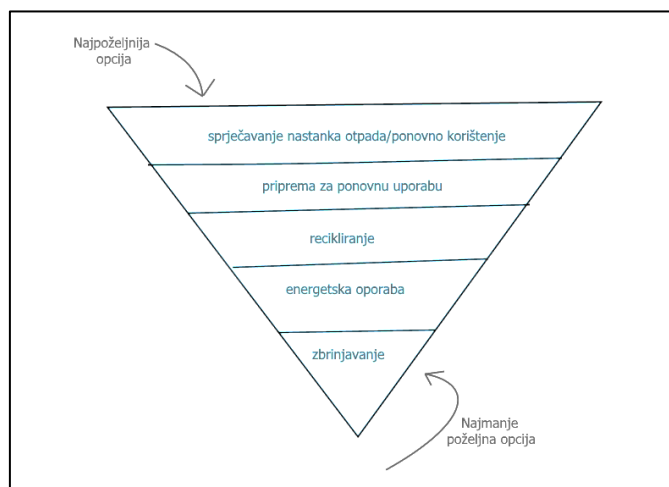 Najpoželjnija
opcija
sprječavanje nastanka otpada/ponovno korištenje
priprema za ponovnu uporabu
recikliranje
energetska oporaba
zbrinjavanje
Najmanje
poželjna opcija